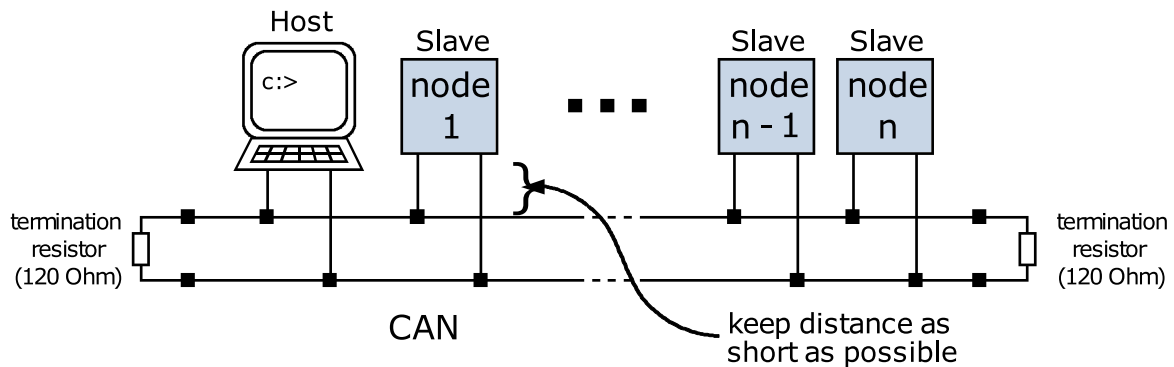 Host
c:>
Slave
node
1
Slave
node
n - 1
Slave
node
n
termination
resistor
(120 Ohm)
termination
resistor
(120 Ohm)
CAN
keep distance as
short as possible